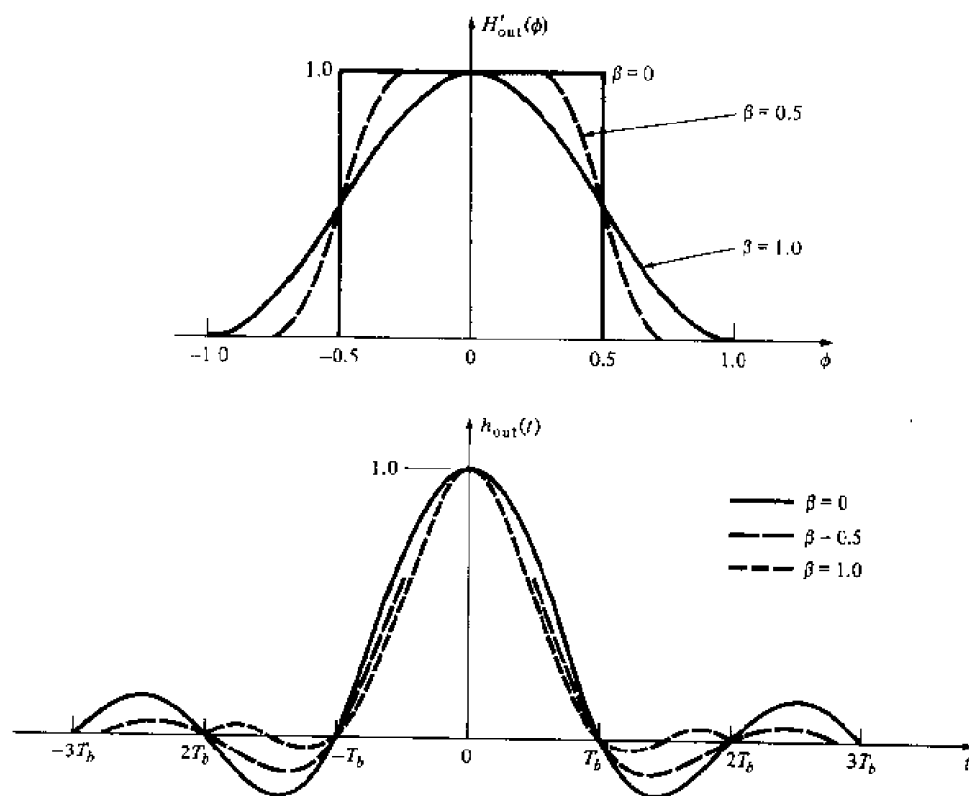 H′out(ϕ)
1.0
β = 0
β = 0.5
β = 1.0
−1 0 −0.5 0 0.5 1.0 ϕ
hout(t)
1.0
β = 0
β − 0.5
β = 1.0
−3Tb 2Tb −Tb 0 Tb 2Tb 3Tb t